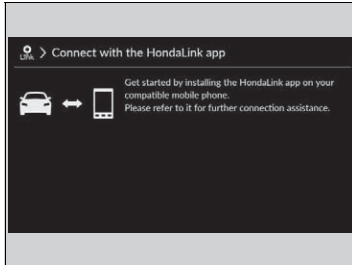 LINK > Connect with the HondaLink app
Get started by installing the HondaLink app on your
compatible mobile phone.
Please refer to it for further connection assistance.